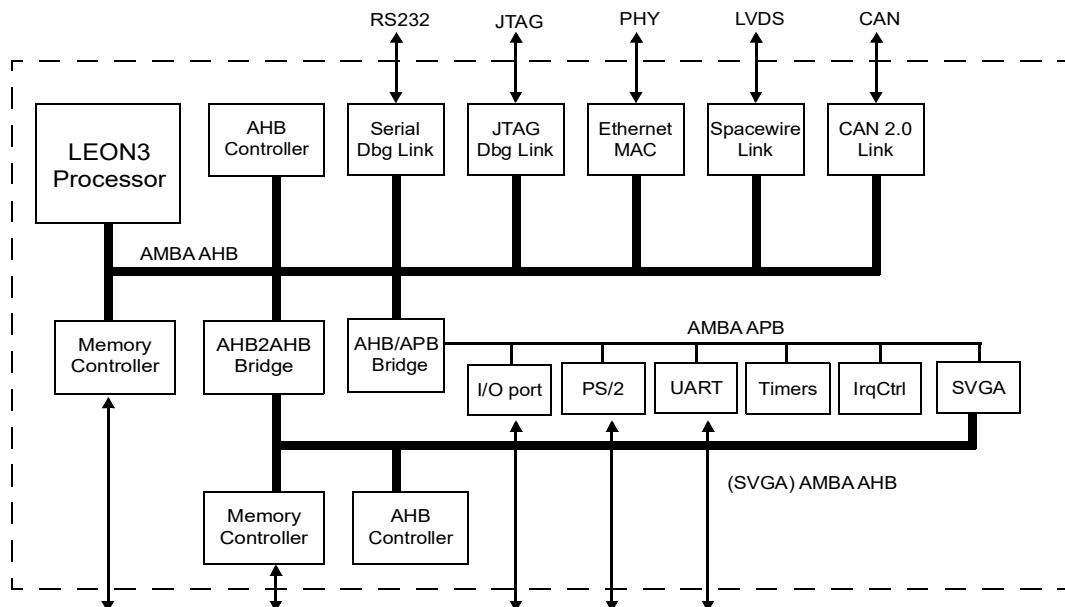 RS232 JTAG PHY LVDS CAN
LEON3
Processor
AHB
Controller
Serial
Dbg Link
JTAG
Dbg Link
Ethernet
MAC
Spacewire
Link
CAN 2.0
Link
AMBA AHB
Memory
Controller
AHB2AHB
Bridge
AHB/APB
Bridge
AMBA APB
I/O port
PS/2
UART
Timers
IrqCtrl
SVGA
(SVGA) AMBA AHB
Memory
Controller
AHB
Controller